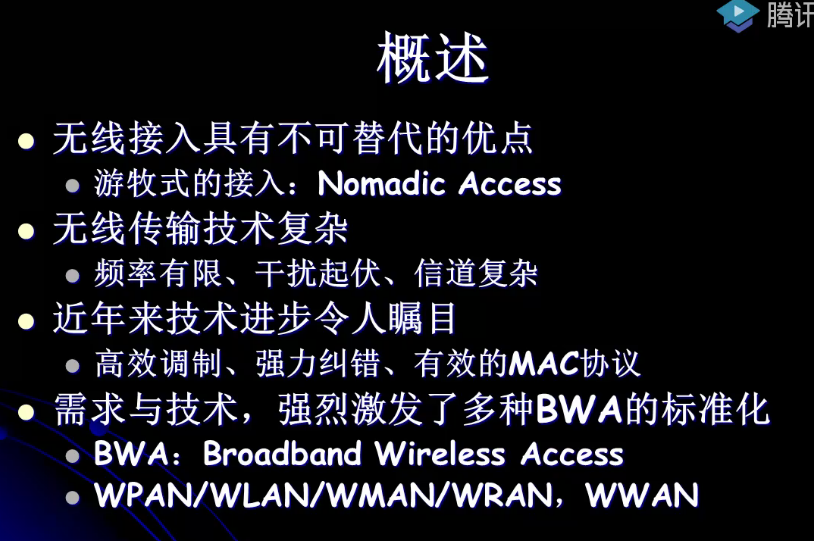 腾讯
概述
无线接入具有不可替代的优点
游牧式的接入：Nomadic Access
无线传输技术复杂
频率有限、干扰起伏、信道复杂
近年来技术进步令人瞩目
高效调制、强力纠错、有效的MAC协议
需求与技术，强烈激发了多种BWA的标准化
BWA：Broadband Wireless Access
WPAN/WLAN/WMAN/WRAN，WWAN